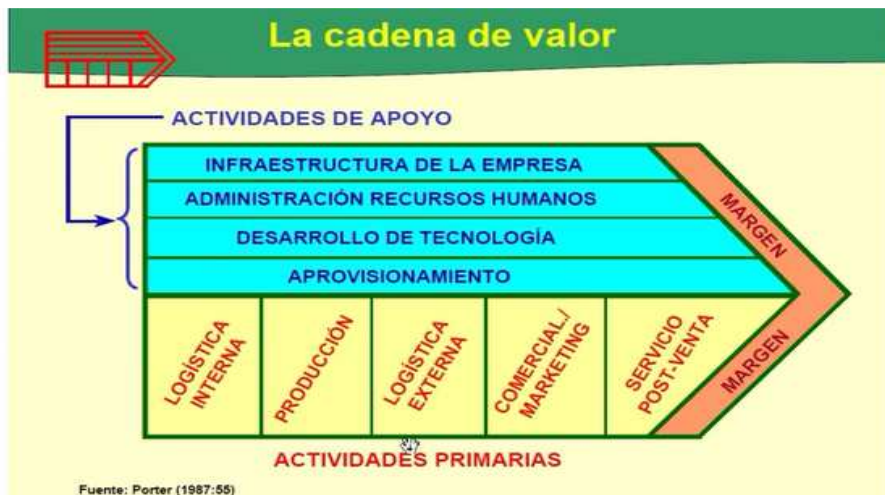 La cadena de valor
ACTIVIDADES DE APOYO
INFRAESTRUCTURA DE LA EMPRESA
ADMINISTRACIÓN RECURSOS HUMANOS
DESARROLLO DE TECNOLOGÍA
APROVISIONAMIENTO
MARGEN
LOGÍSTICA
INTERNA
PRODUCCIÓN
LOGÍSTICA
EXTERNA
COMERCIAL./
MARKETING
SERVICIO
POST-VENTA
MARGEN
ACTIVIDADES PRIMARIAS
Fuente: Porter (1987:55)